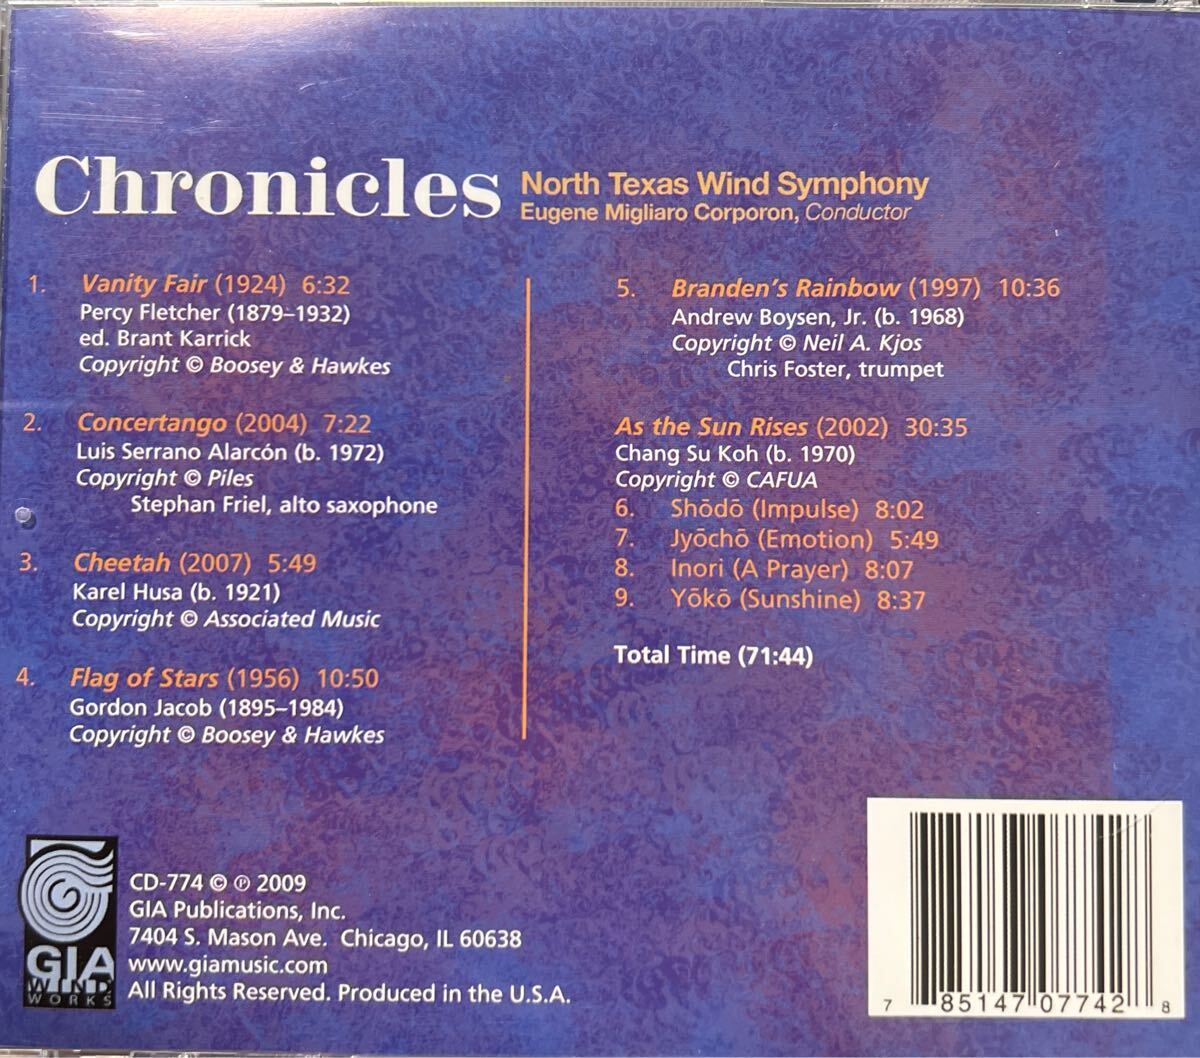 Chronicles North Texas Wind Symphony
Eugene Migliaro Corporon, Conductor
1. Vanity Fair (1924) 6:32
Percy Fletcher (1879–1932)
ed. Brant Karrick
Copyright © Boosey & Hawkes
2. Concertango (2004) 7:22
Luis Serrano Alarcón (b. 1972)
Copyright © Piles
Stephan Friel, alto saxophone
3. Cheetah (2007) 5:49
Karel Husa (b. 1921)
Copyright © Associated Music
4. Flag of Stars (1956) 10:50
Gordon Jacob (1895–1984)
Copyright © Boosey & Hawkes
5. Branden's Rainbow (1997) 10:36
Andrew Boysen, Jr. (b. 1968)
Copyright © Neil A. Kjos
Chris Foster, trumpet
As the Sun Rises (2002) 30:35
Chang Su Koh (b. 1970)
Copyright © CAFUA
6. Shōdō (Impulse) 8:02
7. Jyōchō (Emotion) 5:49
8. Inori (A Prayer) 8:07
9. Yōkō (Sunshine) 8:37
Total Time (71:44)
GIA
WIND
WORKS
CD-774 © ℗ 2009
GIA Publications, Inc.
7404 S. Mason Ave. Chicago, IL 60638
www.giamusic.com
All Rights Reserved. Produced in the U.S.A.
7 85147 07742 8